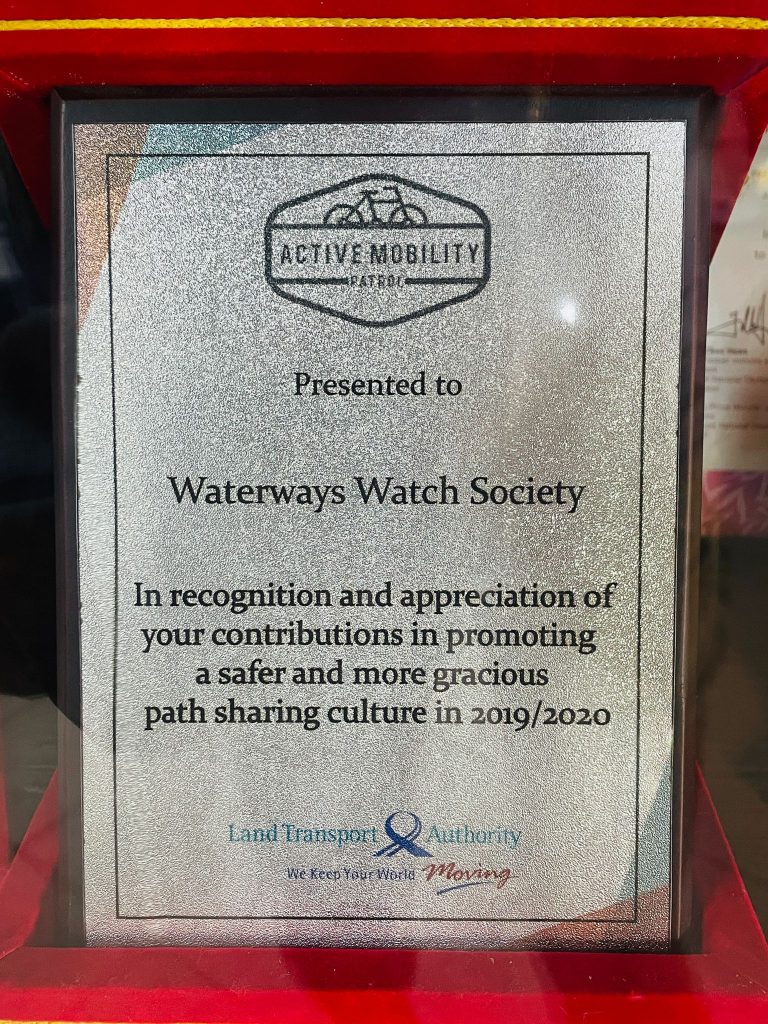 ACTIVE MOBILITY
PATROL
Presented to
Waterways Watch Society
In recognition and appreciation of
your contributions in promoting
a safer and more gracious
path sharing culture in 2019/2020
Land Transport Authority
We Keep Your World Moving